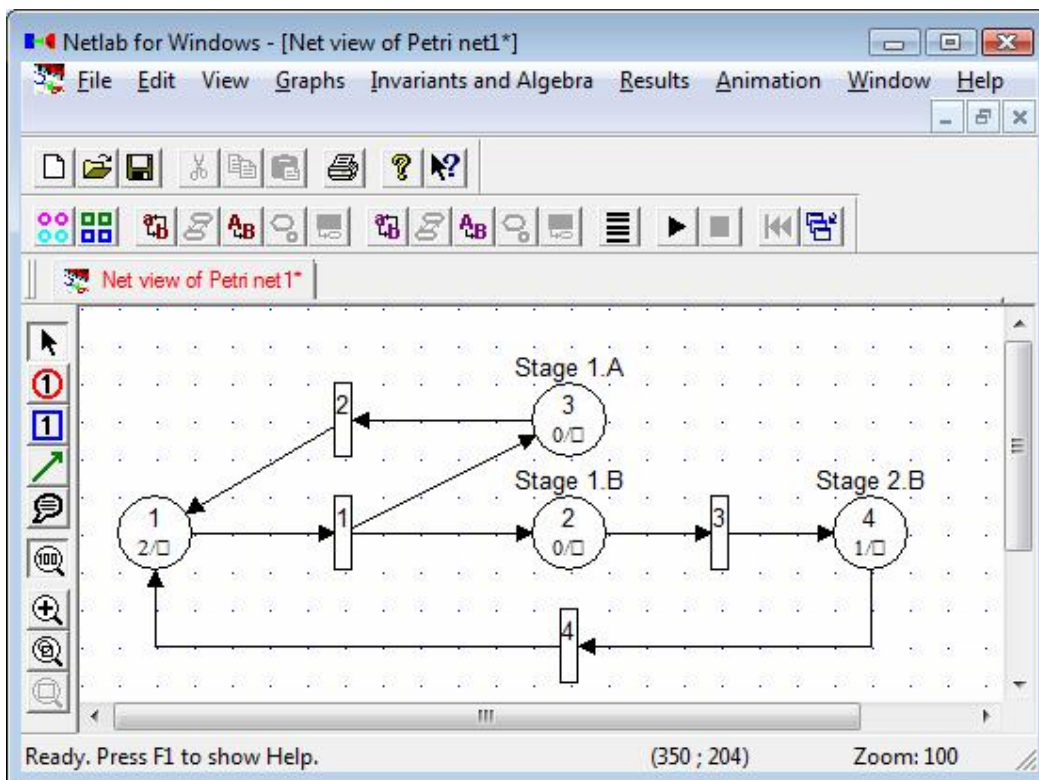 Netlab for Windows - [Net view of Petri net1*]
File Edit View Graphs Invariants and Algebra Results Animation Window Help
Net view of Petri net1*
Stage 1.A
2
3
0/□
Stage 1.B
Stage 2.B
1
2/□
1
2
0/□
3
4
1/□
4
Ready. Press F1 to show Help.
(350 ; 204)
Zoom: 100